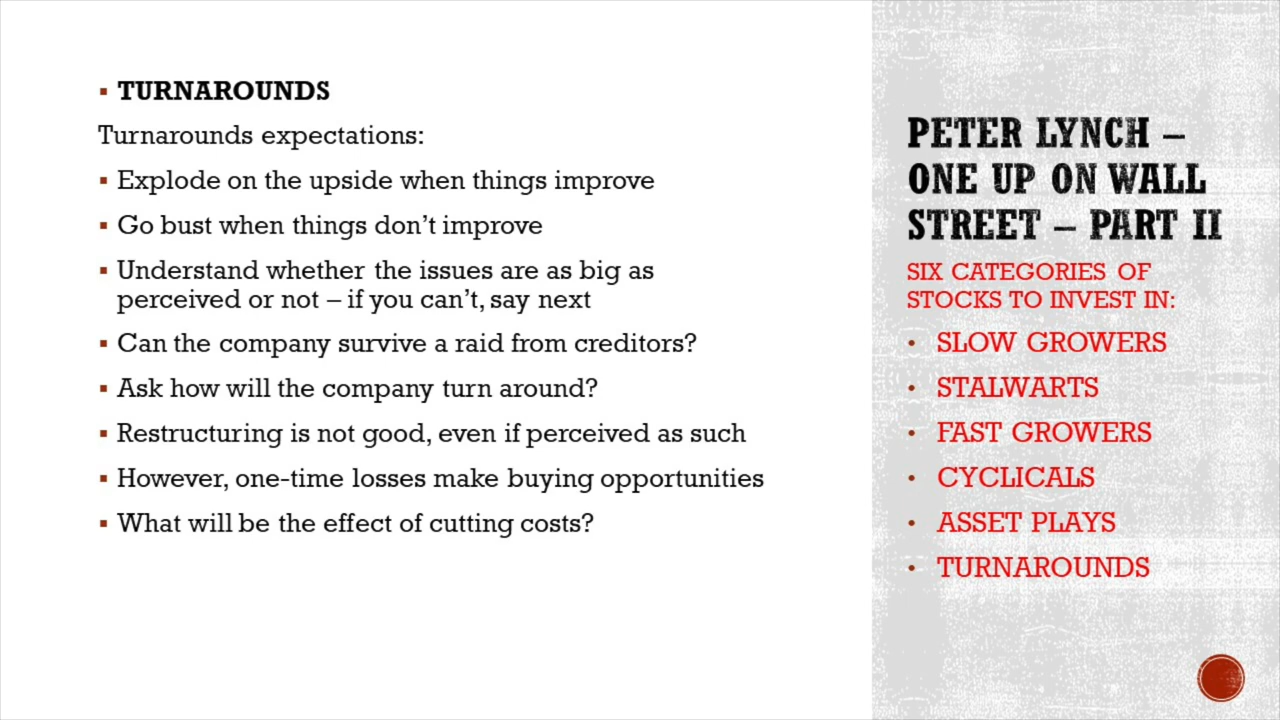 ▪ TURNAROUNDS
Turnarounds expectations:
▪ Explode on the upside when things improve
▪ Go bust when things don’t improve
▪ Understand whether the issues are as big as
perceived or not – if you can’t, say next
▪ Can the company survive a raid from creditors?
▪ Ask how will the company turn around?
▪ Restructuring is not good, even if perceived as such
▪ However, one-time losses make buying opportunities
▪ What will be the effect of cutting costs?
PETER LYNCH –
ONE UP ON WALL
STREET – PART II
SIX CATEGORIES OF
STOCKS TO INVEST IN:
• SLOW GROWERS
• STALWARTS
• FAST GROWERS
• CYCLICALS
• ASSET PLAYS
• TURNAROUNDS